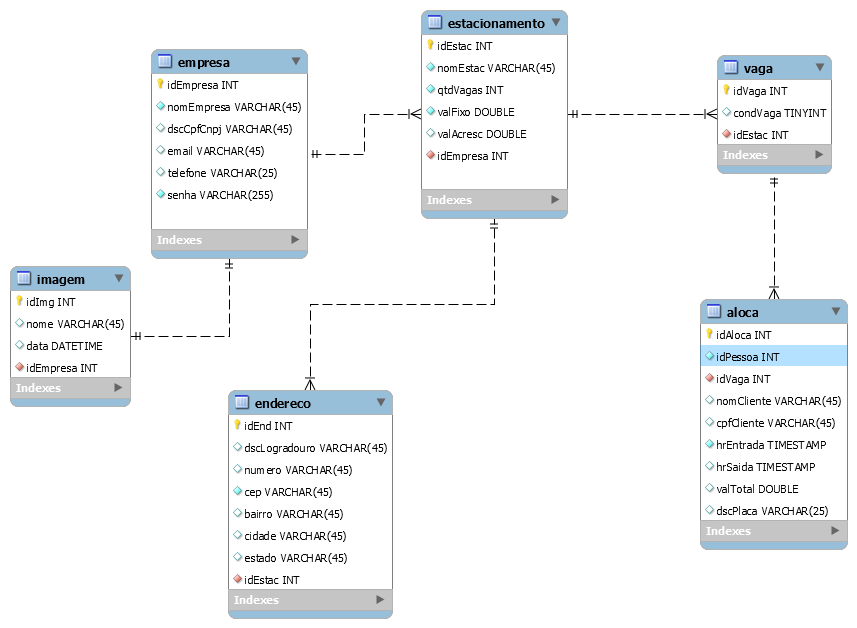 empresa
idEmpresa INT
nomEmpresa VARCHAR(45)
dscCpfCnpj VARCHAR(45)
email VARCHAR(45)
telefone VARCHAR(25)
senha VARCHAR(255)
Indexes
estacionamento
idEstac INT
nomEstac VARCHAR(45)
qtdVagas INT
valFixo DOUBLE
valAcresc DOUBLE
idEmpresa INT
Indexes
vaga
idVaga INT
condVaga TINYINT
idEstac INT
Indexes
imagem
idImg INT
nome VARCHAR(45)
data DATETIME
idEmpresa INT
Indexes
endereco
idEnd INT
dscLogradouro VARCHAR(45)
numero VARCHAR(45)
cep VARCHAR(45)
bairro VARCHAR(45)
cidade VARCHAR(45)
estado VARCHAR(45)
idEstac INT
Indexes
aloca
idAloca INT
idPessoa INT
idVaga INT
nomCliente VARCHAR(45)
cpfCliente VARCHAR(45)
hrEntrada TIMESTAMP
hrSaida TIMESTAMP
valTotal DOUBLE
dscPlaca VARCHAR(25)
Indexes